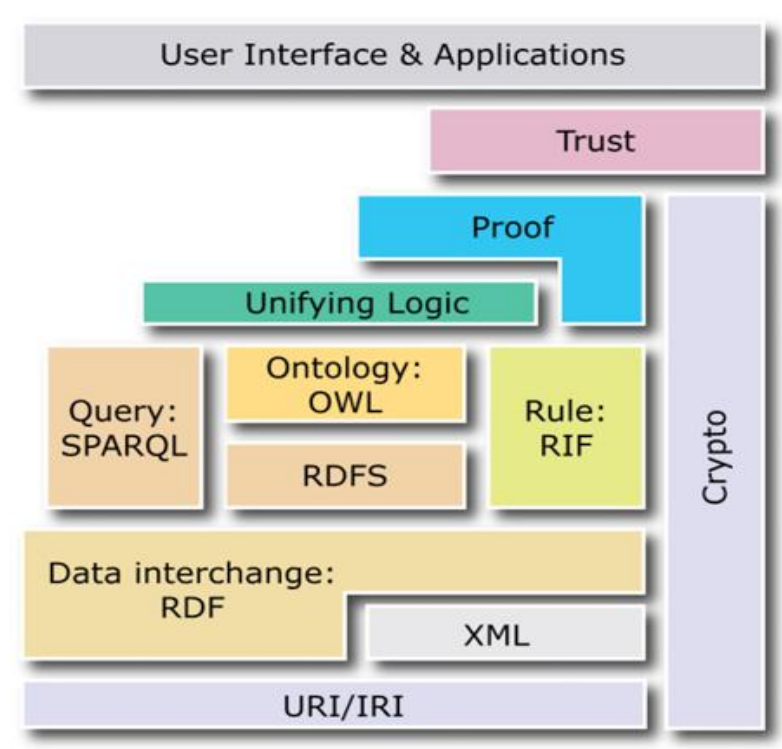 User Interface & Applications
Trust
Proof
Unifying Logic
Ontology:
OWL
Query:
SPARQL
Rule:
RIF
RDFS
Crypto
Data interchange:
RDF
XML
URI/IRI